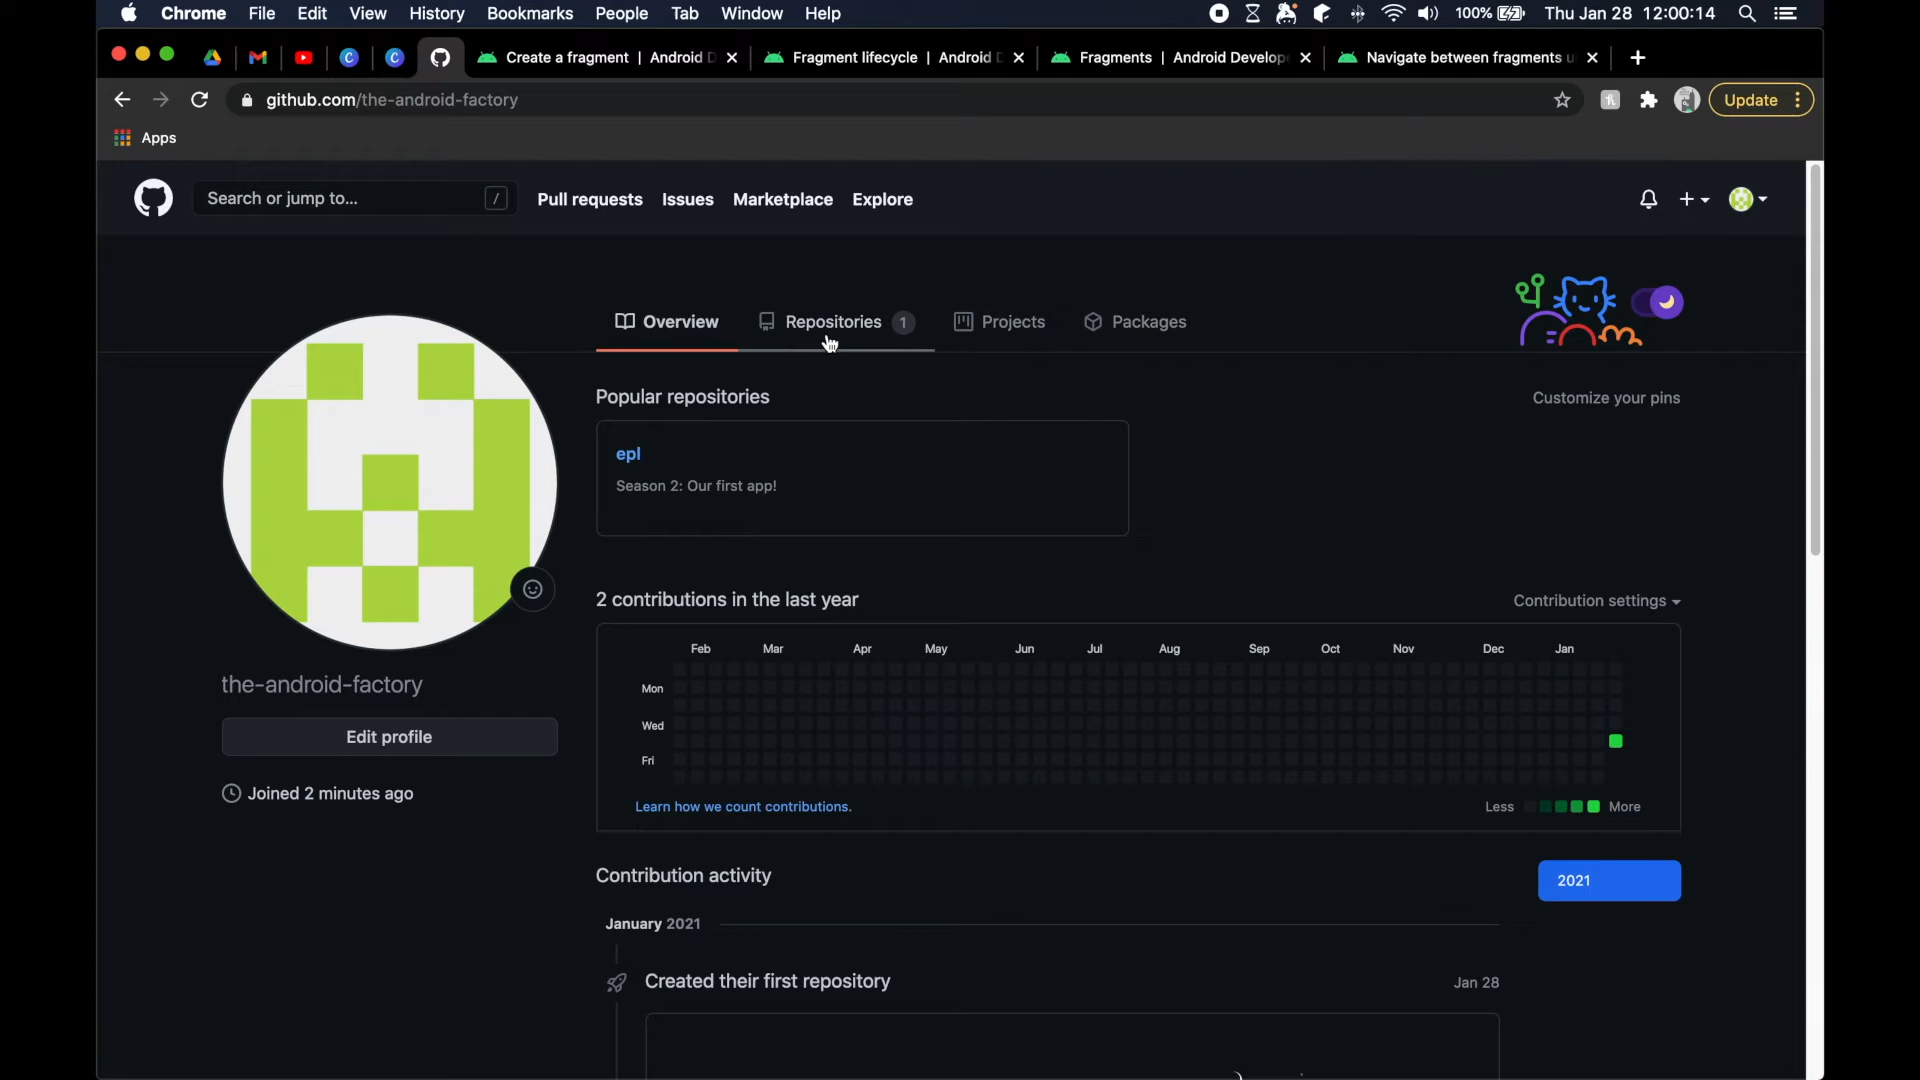 Chrome File Edit View History Bookmarks People Tab Window Help 100% Thu Jan 28 12:00:14
Create a fragment | Android D Fragment lifecycle | Android D Fragments | Android Develope Navigate between fragments u
github.com/the-android-factory Update
Apps
Search or jump to... / Pull requests Issues Marketplace Explore
Overview Repositories 1 Projects Packages
Popular repositories Customize your pins
epl
Season 2: Our first app!
2 contributions in the last year Contribution settings
Feb Mar Apr May Jun Jul Aug Sep Oct Nov Dec Jan
Mon
Wed
Fri
Learn how we count contributions. Less More
the-android-factory
Edit profile
Joined 2 minutes ago
Contribution activity 2021
January 2021
Created their first repository Jan 28